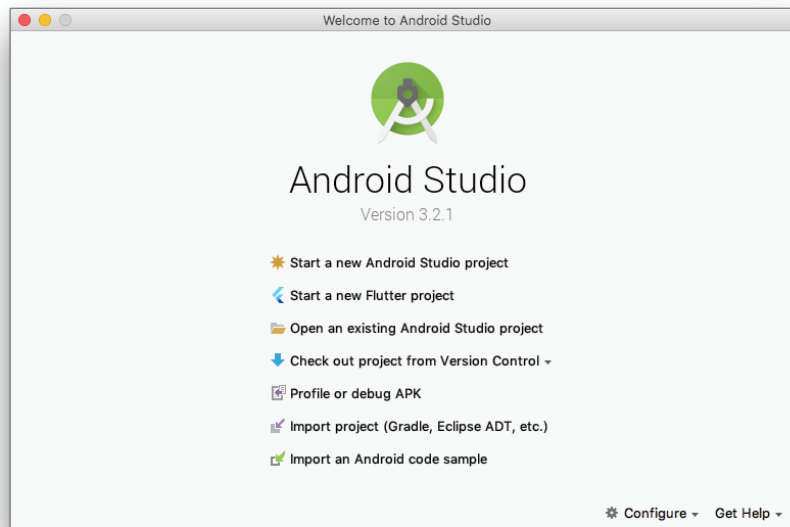 Welcome to Android Studio
Android Studio
Version 3.2.1
Start a new Android Studio project
Start a new Flutter project
Open an existing Android Studio project
Check out project from Version Control
Profile or debug APK
Import project (Gradle, Eclipse ADT, etc.)
Import an Android code sample
Configure Get Help